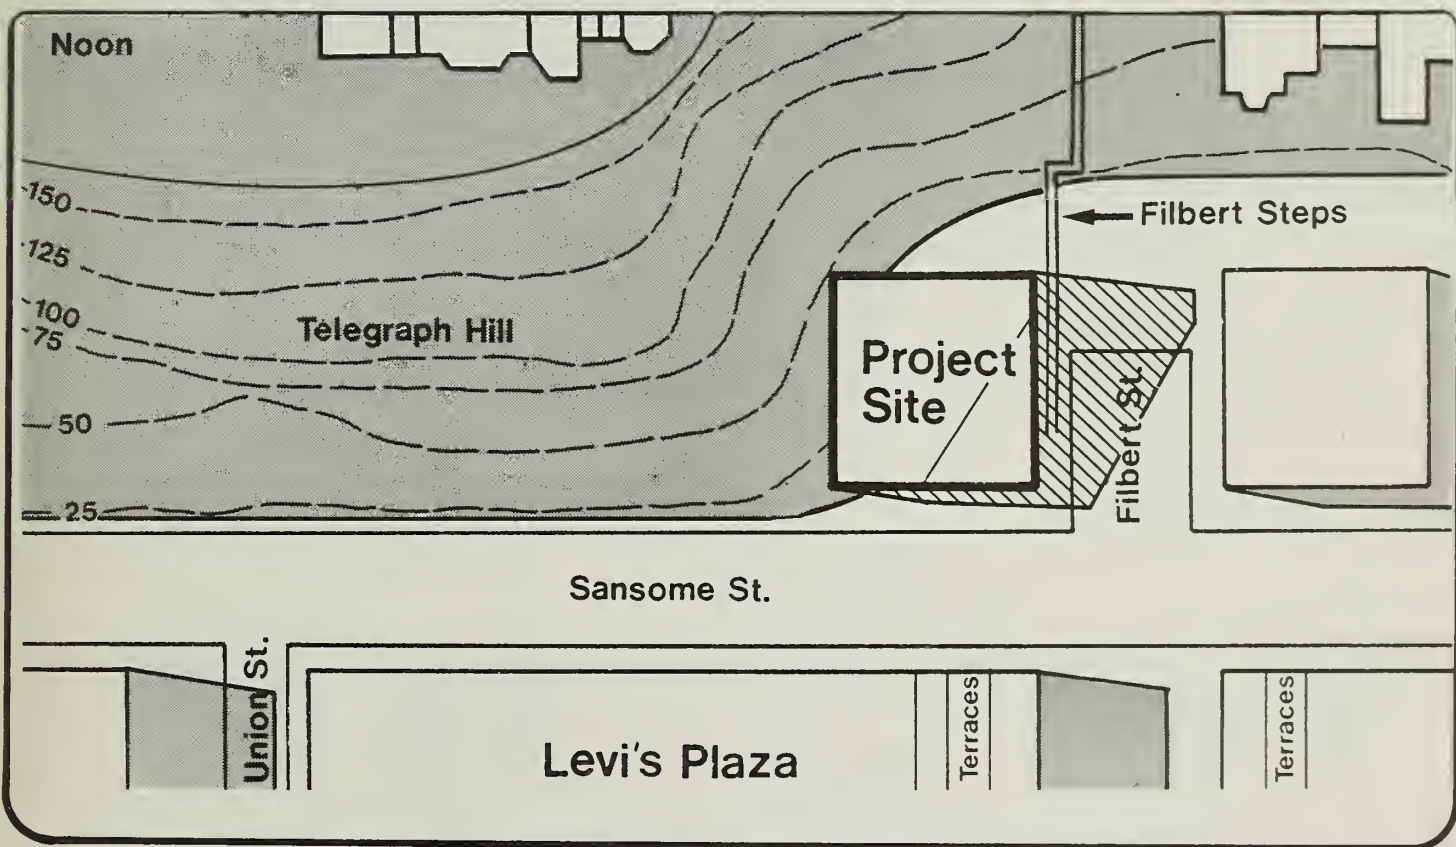 Noon
150
Filbert Steps
125
100
Telegraph Hill
75
Project
Site
50
Filbert St.
25
Sansome St.
Union St.
Levi's Plaza
Terraces
Terraces